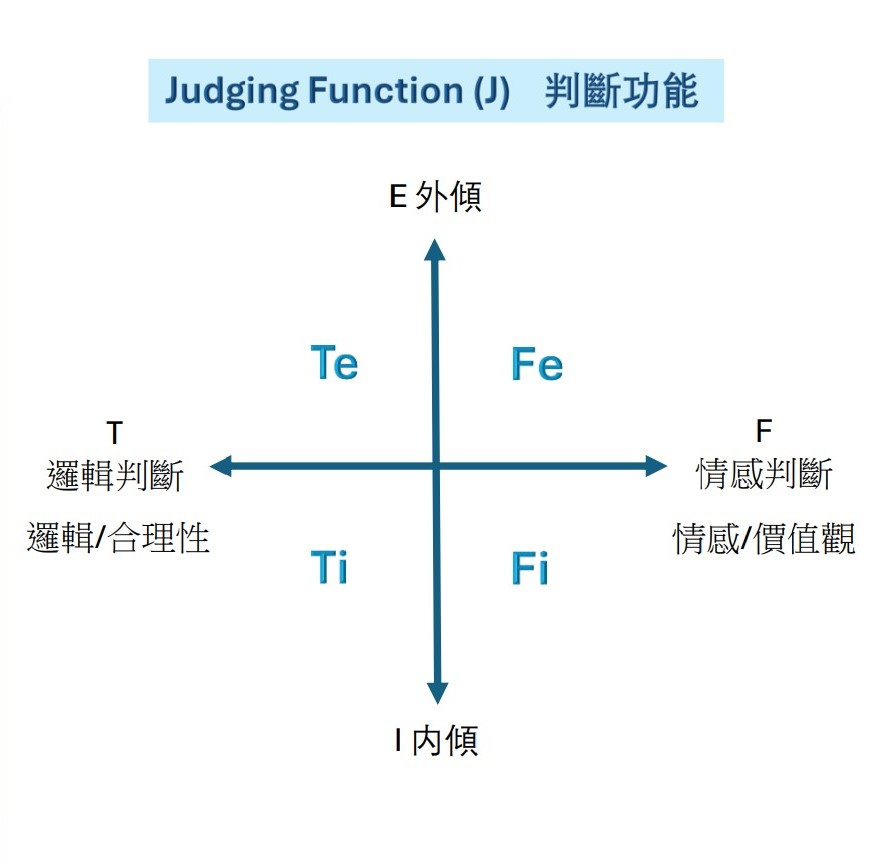 Judging Function (J) 判斷功能
E 外傾
Te Fe
T
邏輯判斷
邏輯/合理性
F
情感判斷
情感/價值觀
Ti Fi
I 内傾